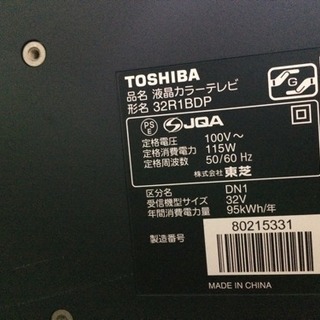 TOSHIBA
品名 液晶カラーテレビ
形名 32R1BDP
G
PS
E
JQA
定格電圧 100V～
定格消費電力 115W
定格周波数 50/60 Hz
株式会社 東芝
区分名 DN1
受信機型サイズ 32V
年間消費電力量 95kWh/年
製造番号 80215331
MADE IN CHINA